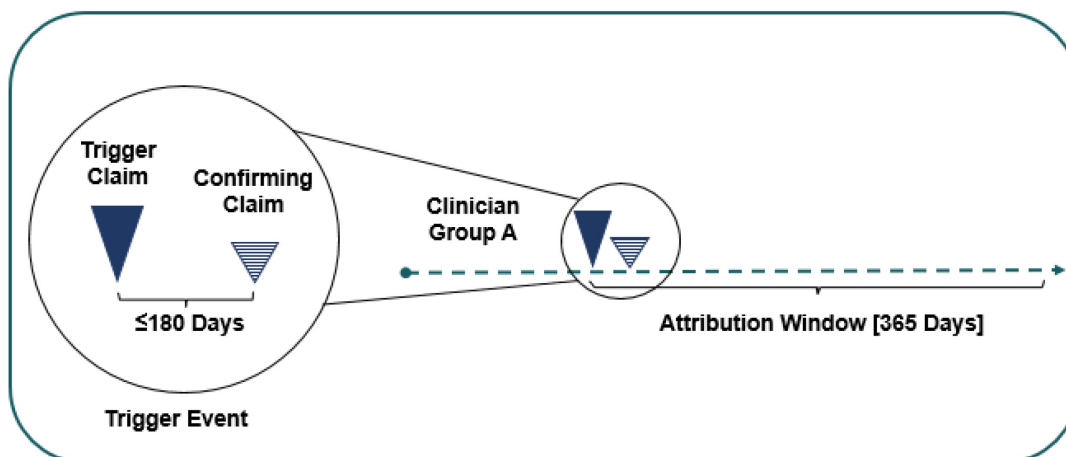 Trigger
Claim
Confirming
Claim
≤180 Days
Trigger Event
Clinician
Group A
Attribution Window [365 Days]